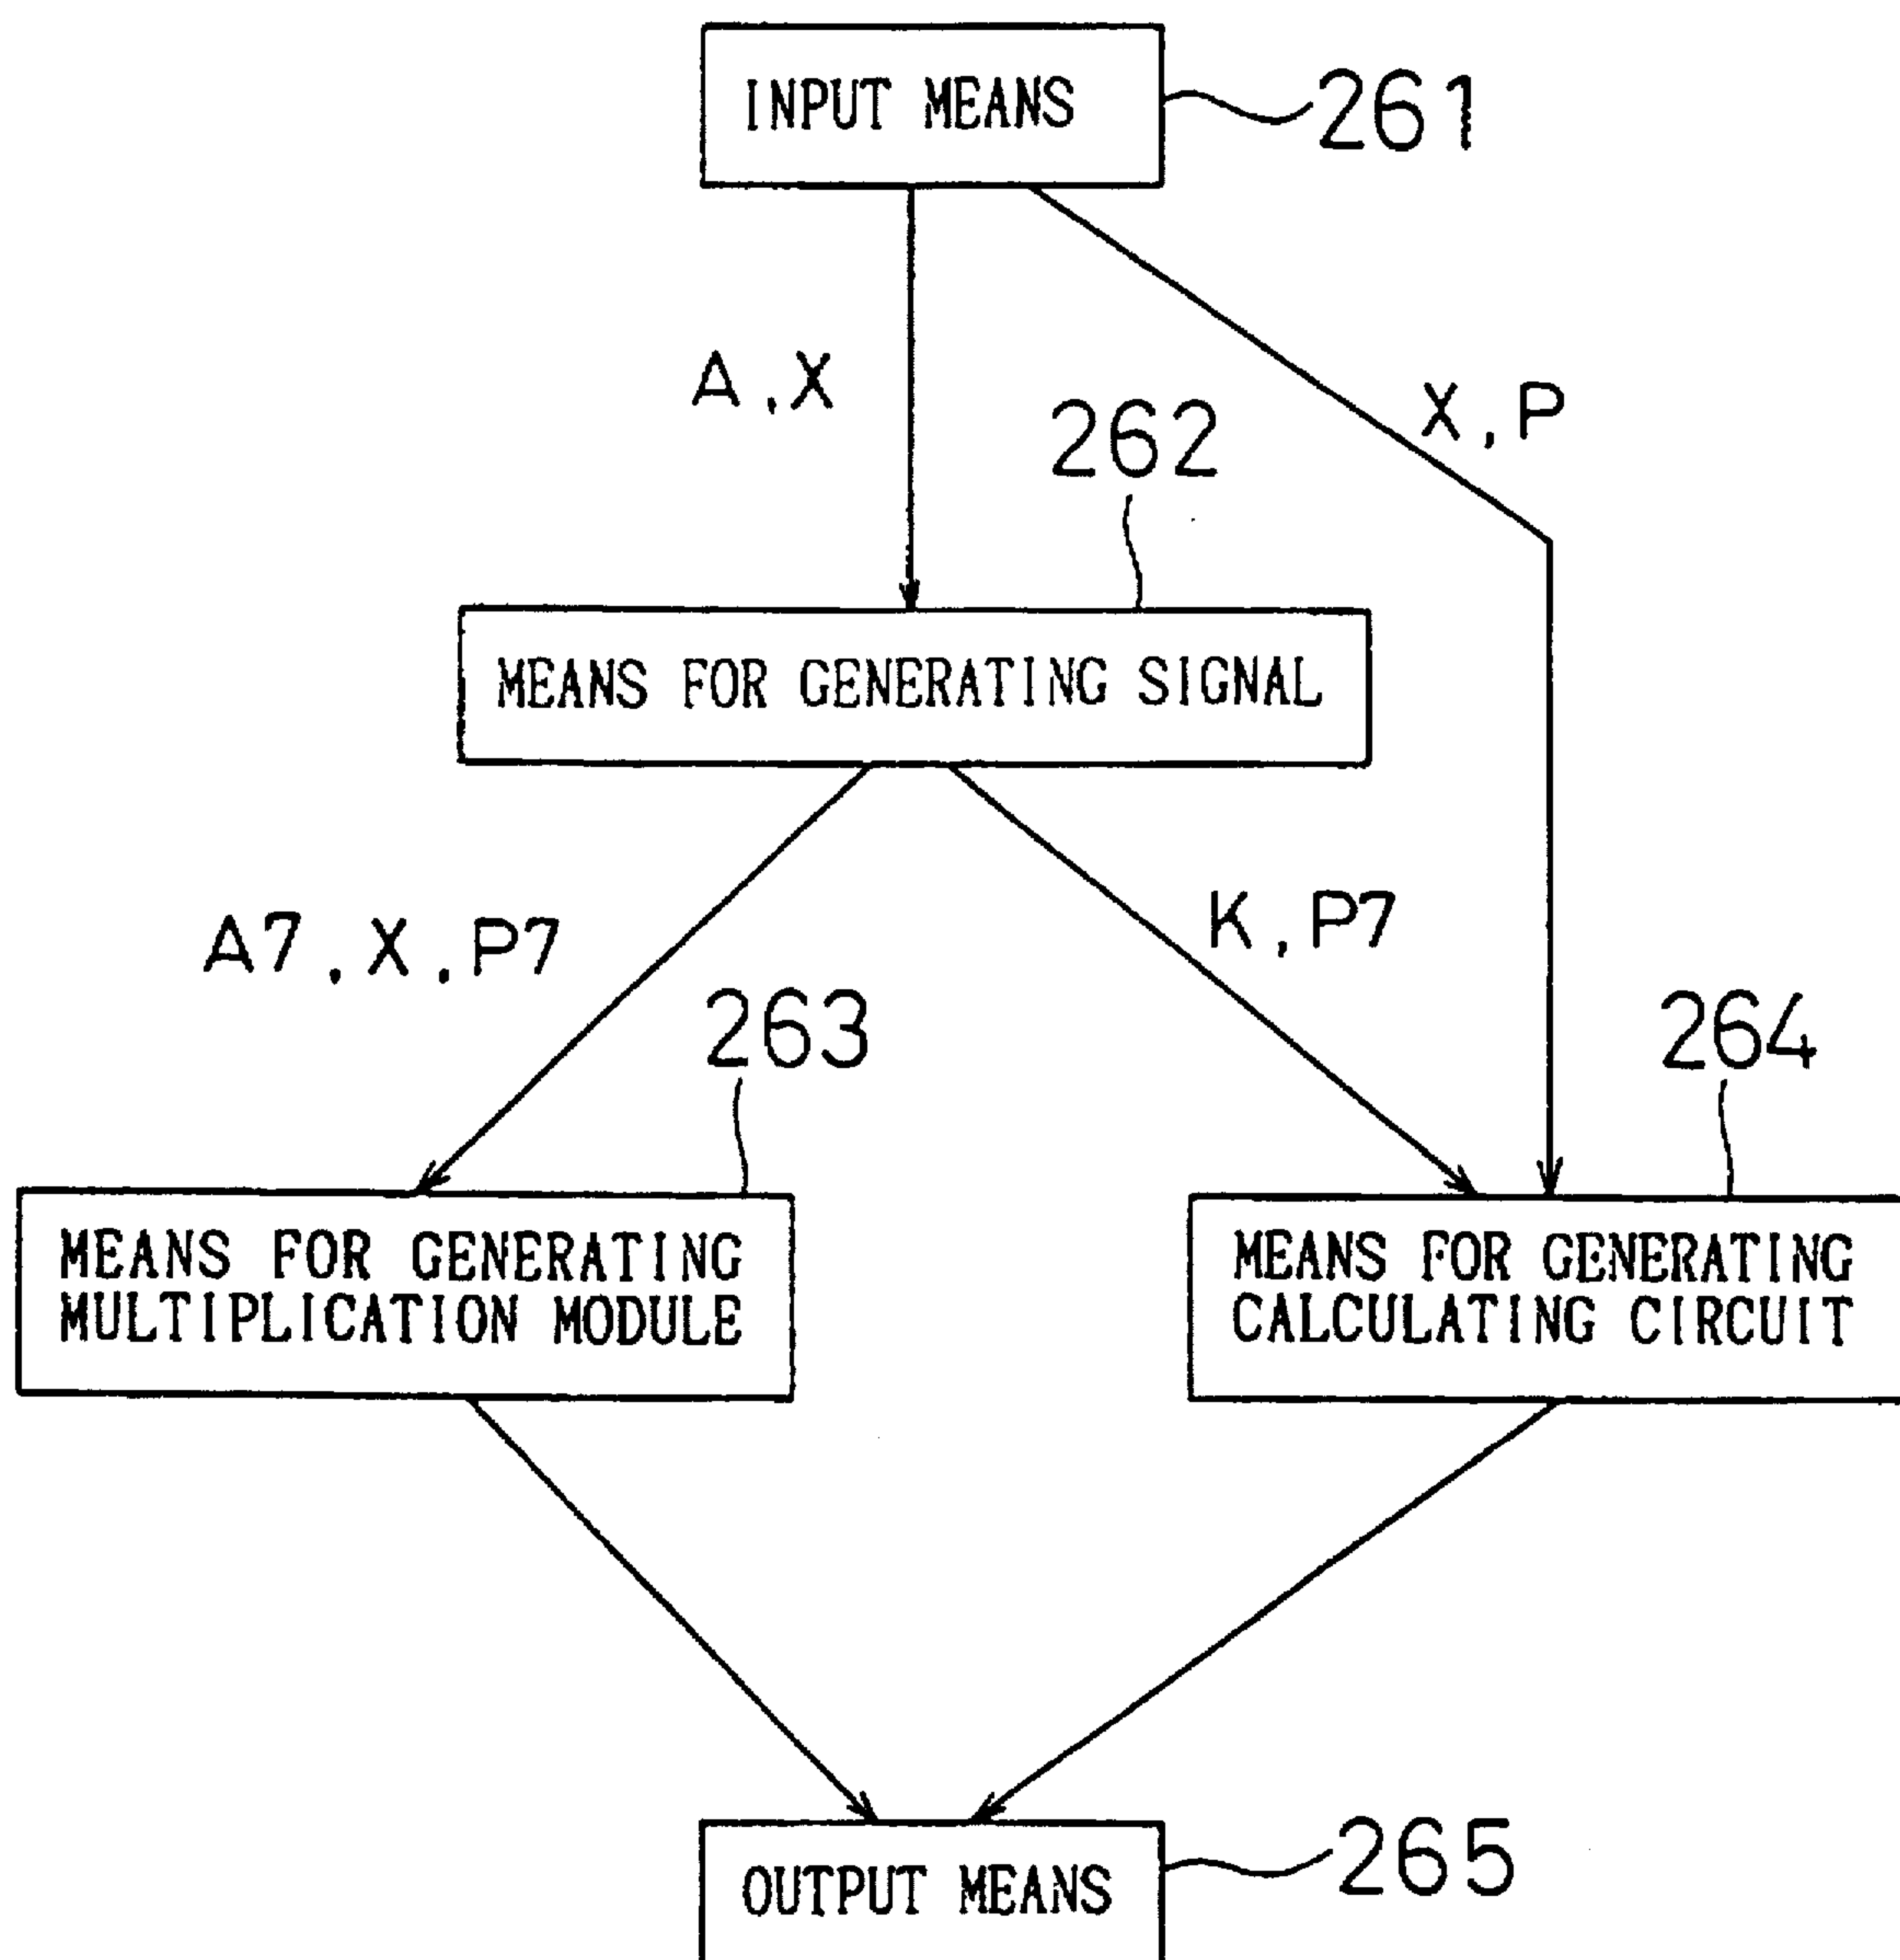 INPUT MEANS
261
A,X
X,P
262
MEANS FOR GENERATING SIGNAL
A7,X,P7
K,P7
263
264
MEANS FOR GENERATING
MULTIPLICATION MODULE
MEANS FOR GENERATING
CALCULATING CIRCUIT
OUTPUT MEANS
265